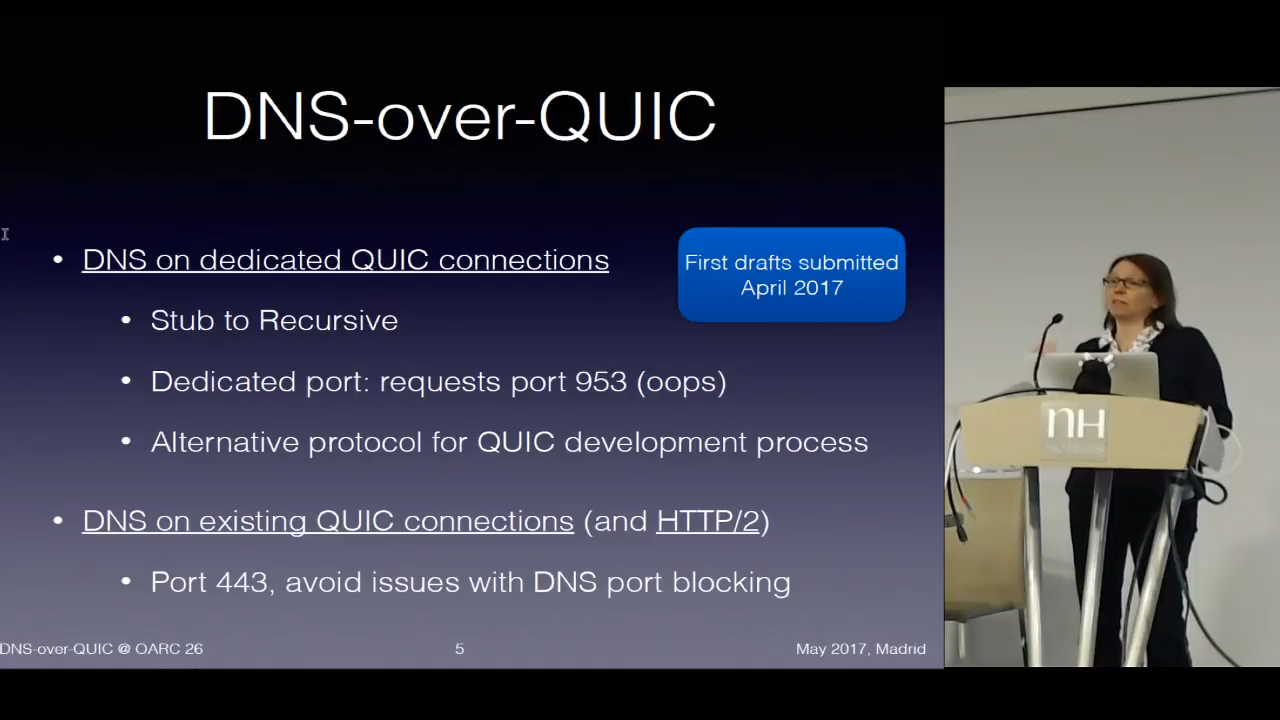 DNS-over-QUIC
DNS on dedicated QUIC connections
First drafts submitted
April 2017
Stub to Recursive
Dedicated port: requests port 953 (oops)
Alternative protocol for QUIC development process
DNS on existing QUIC connections (and HTTP/2)
Port 443, avoid issues with DNS port blocking
DNS-over-QUIC @ OARC 26
5
May 2017, Madrid
nH